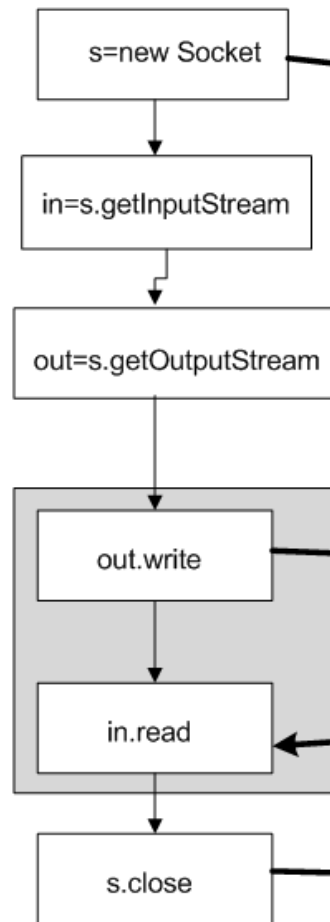 s=new Socket
in=s.getInputStream
out=s.getOutputStream
out.write
in.read
s.close